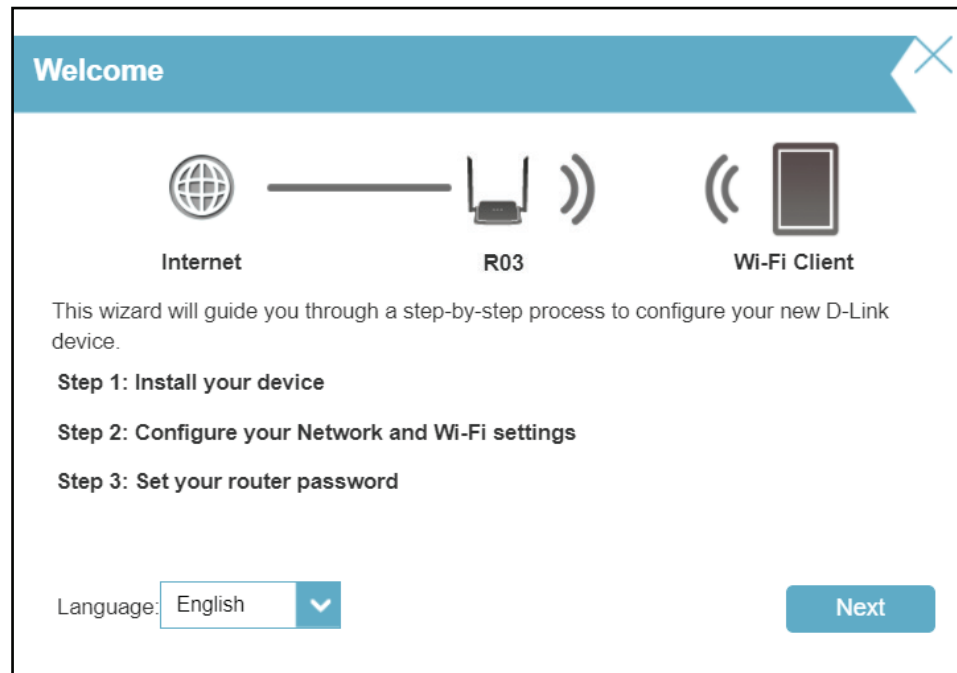 Welcome
Internet
R03
Wi-Fi Client
This wizard will guide you through a step-by-step process to configure your new D-Link
device.
Step 1: Install your device
Step 2: Configure your Network and Wi-Fi settings
Step 3: Set your router password
Language: English
Next